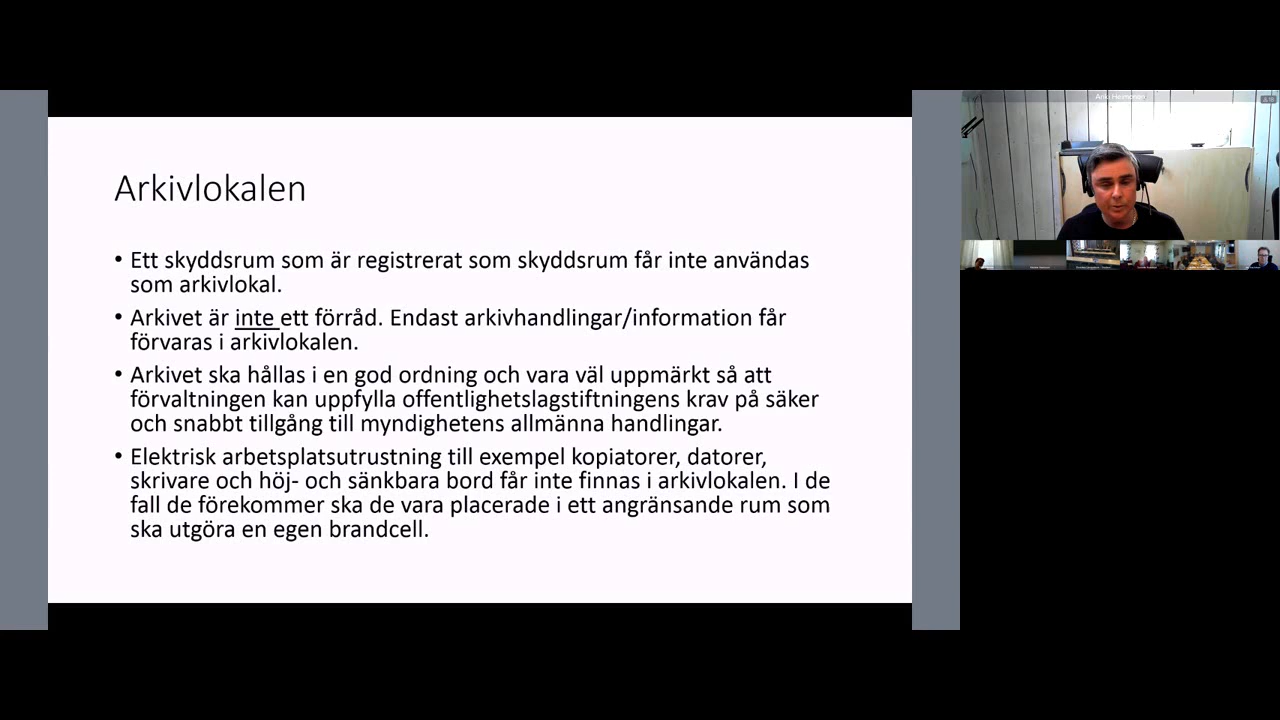 Arkivlokalen
• Ett skyddsrum som är registrerat som skyddsrum får inte användas
som arkivlokal.
• Arkivet är inte ett förråd. Endast arkivhandlingar/information får
förvaras i arkivlokalen.
• Arkivet ska hållas i en god ordning och vara väl uppmärkt så att
förvaltningen kan uppfylla offentlighetslagstiftningens krav på säker
och snabbt tillgång till myndighetens allmänna handlingar.
• Elektrisk arbetsplatsutrustning till exempel kopiatorer, datorer,
skrivare och höj- och sänkbara bord får inte finnas i arkivlokalen. I de
fall de förekommer ska de vara placerade i ett angränsande rum som
ska utgöra en egen brandcell.